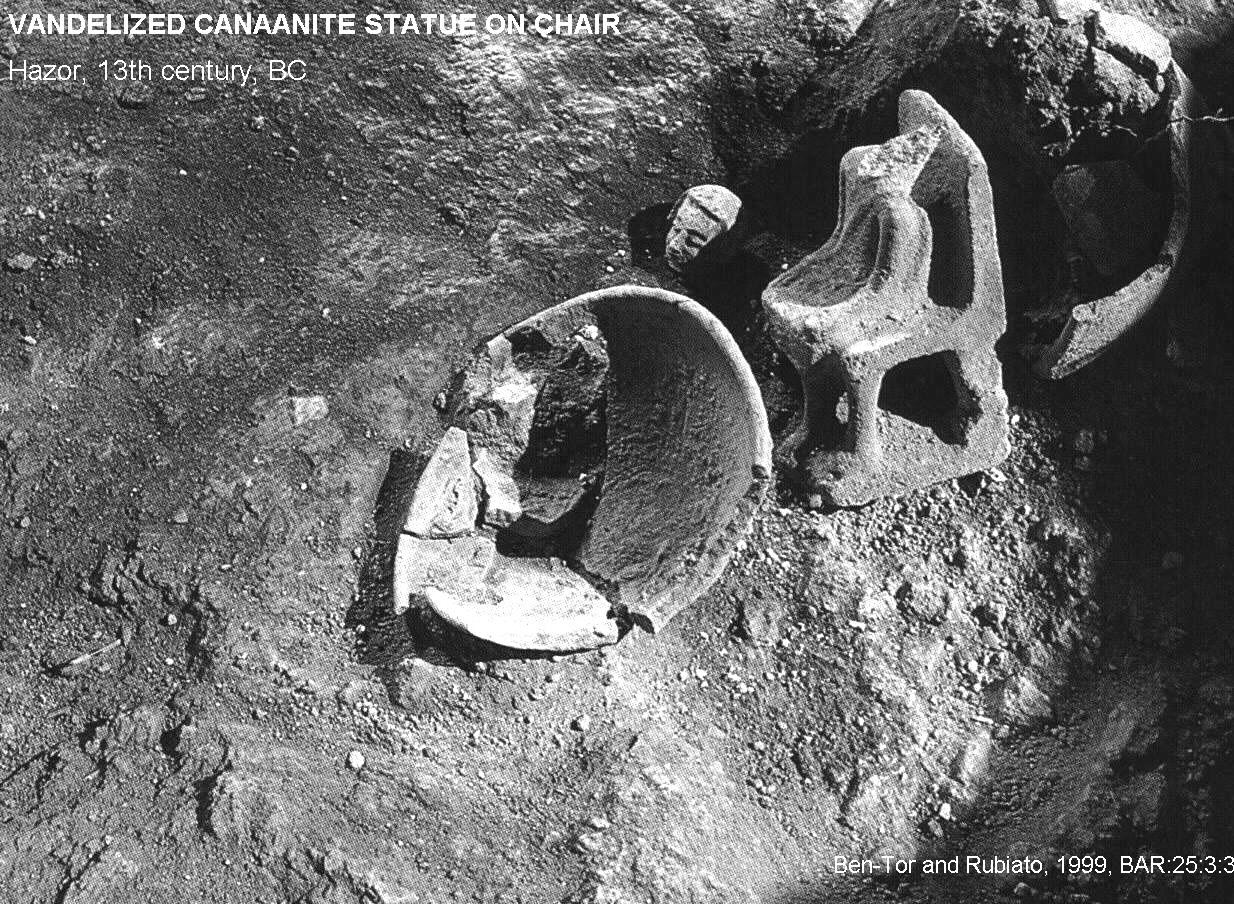 VANDELIZED CANAANITE STATUE ON CHAIR
Hazor, 13th century, BC
Ben-Tor and Rubiato, 1999, BAR:25:3:3